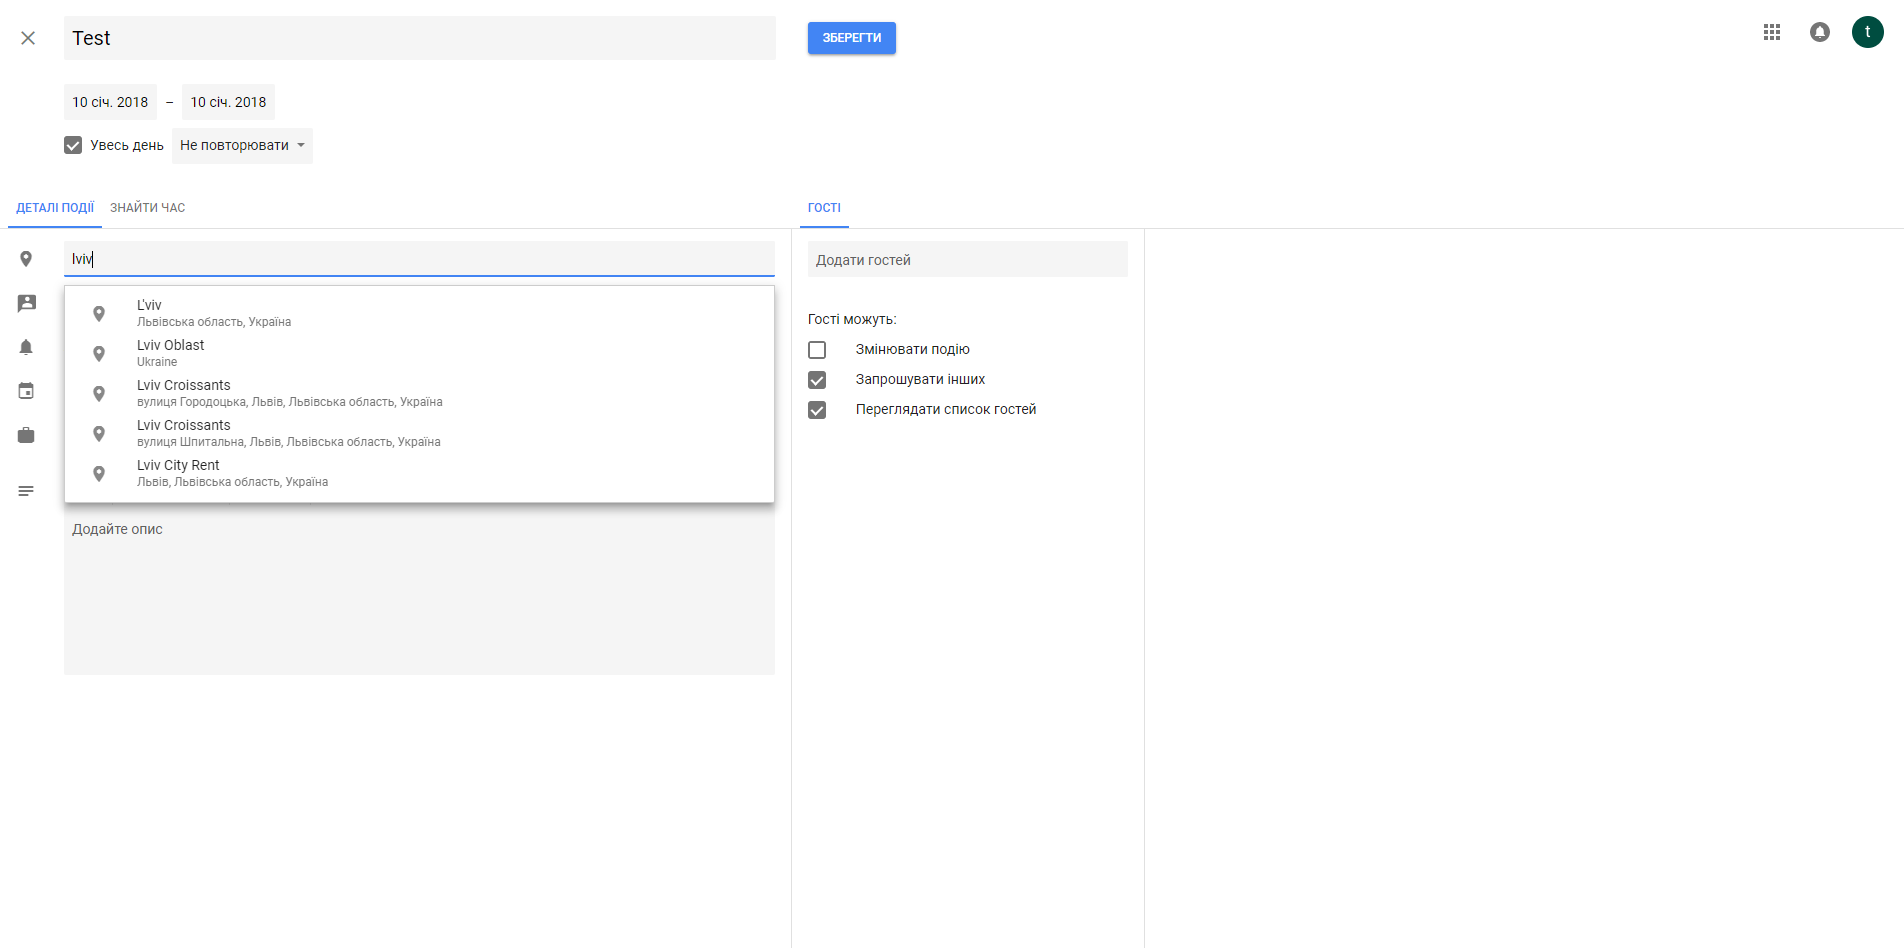 Test
ЗБЕРЕГТИ
t
10 січ. 2018 – 10 січ. 2018
Увесь день Не повторювати
ДЕТАЛІ ПОДІЇ ЗНАЙТИ ЧАС
ГОСТІ
lviv
L'viv
Львівська область, Україна
Lviv Oblast
Ukraine
Lviv Croissants
вулиця Городоцька, Львів, Львівська область, Україна
Lviv Croissants
вулиця Шпитальна, Львів, Львівська область, Україна
Lviv City Rent
Львів, Львівська область, Україна
Додайте опис
Додати гостей
Гості можуть:
Змінювати подію
Запрошувати інших
Переглядати список гостей